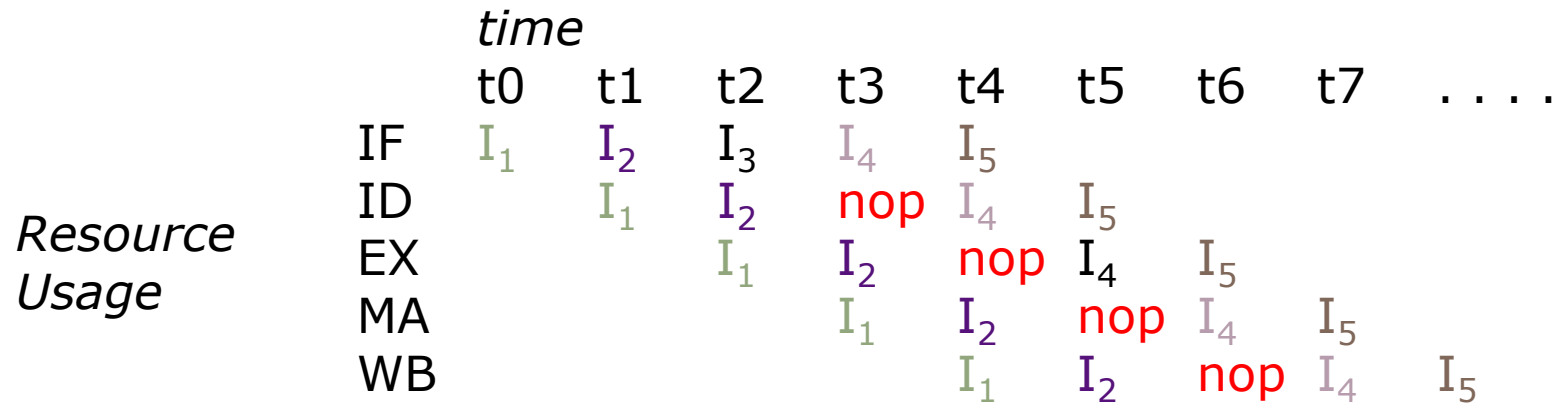 time
t0 t1 t2 t3 t4 t5 t6 t7 . . . .
IF I₁ I₂ I₃ I₄ I₅
ID I₁ I₂ nop I₄ I₅
Resource
EX I₁ I₂ nop I₄ I₅
Usage
MA I₁ I₂ nop I₄ I₅
WB I₁ I₂ nop I₄ I₅